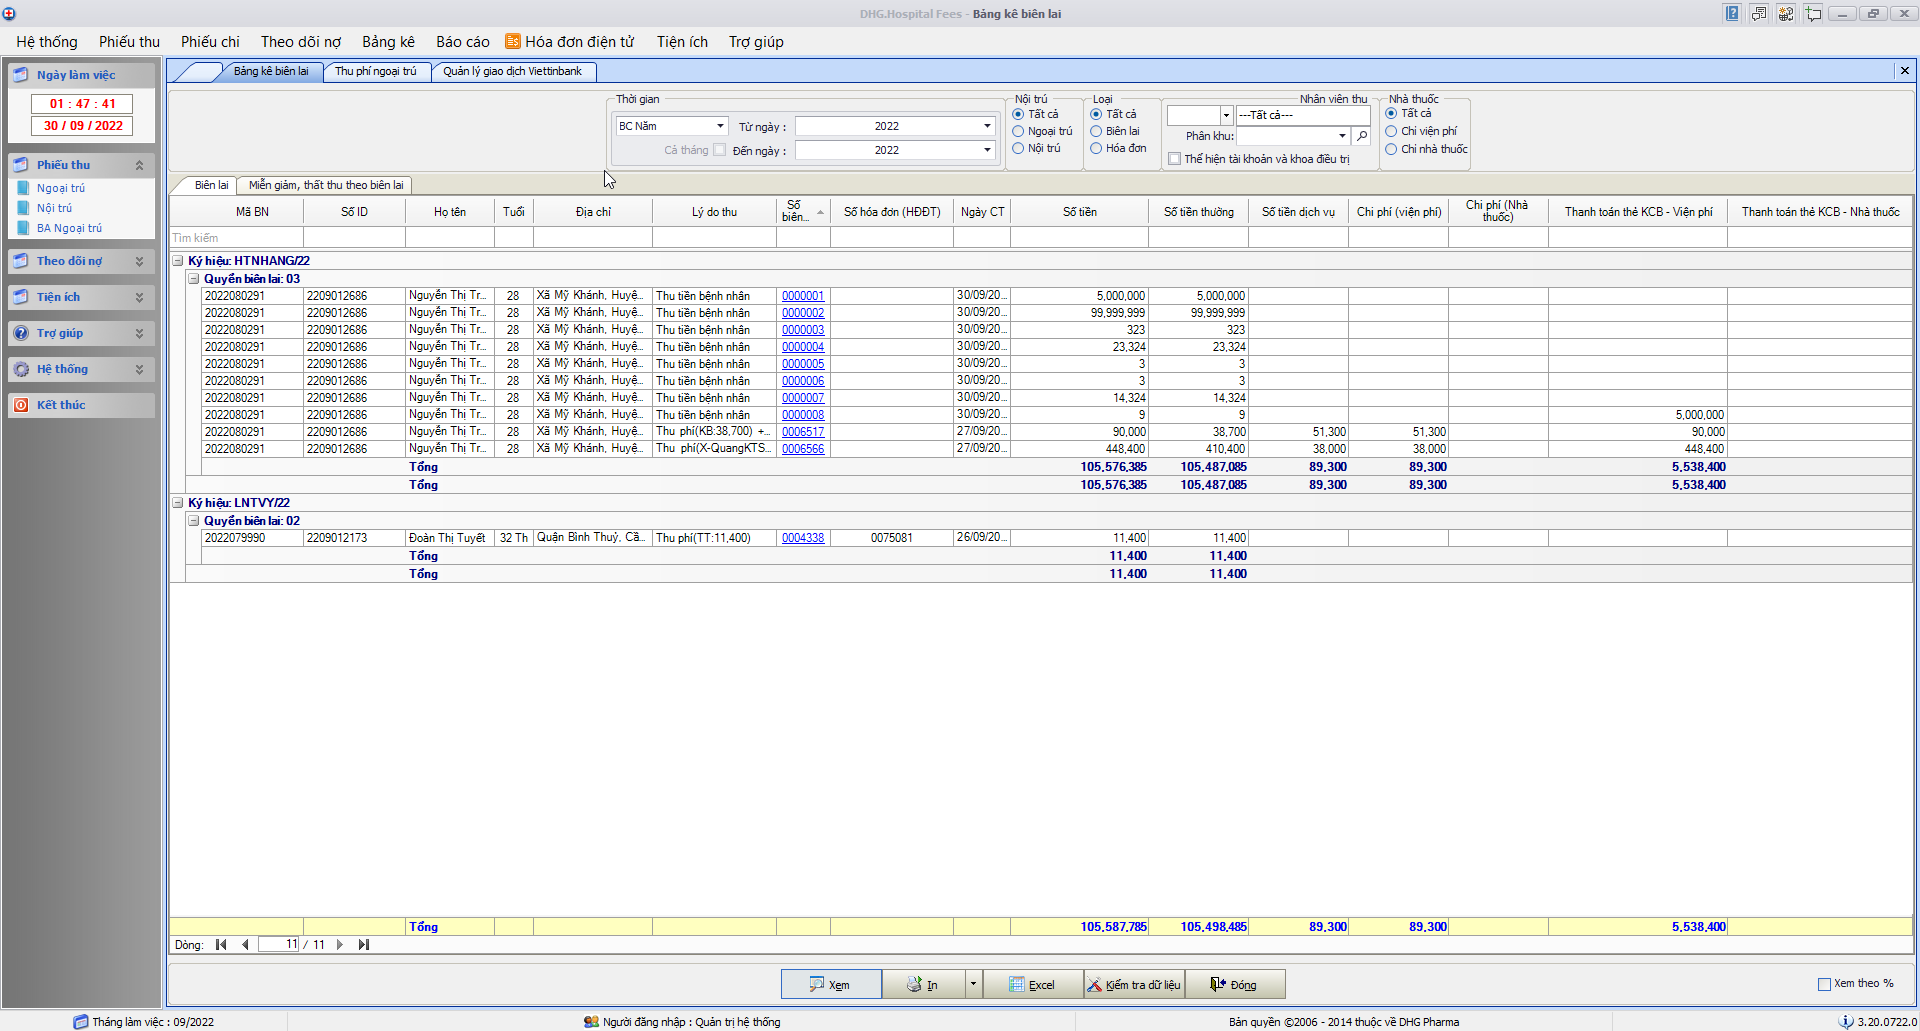 DHG.Hospital Fees - Bảng kê biên lai
Hệ thống Phiếu thu Phiếu chi Theo dõi nợ Bảng kê Báo cáo Hóa đơn điện tử Tiện ích Trợ giúp
Ngày làm việc
01 : 47 : 41
30 / 09 / 2022
Phiếu thu
Ngoại trú
Nội trú
BA Ngoại trú
Theo dõi nợ
Tiện ích
Trợ giúp
Hệ thống
Kết thúc
Bảng kê biên lai Thu phí ngoại trú Quản lý giao dịch Viettinbank
Thời gian
BC Năm Từ ngày : 2022
Cả tháng Đến ngày : 2022
Nội trú
Tất cả
Ngoại trú
Nội trú
Loại
Tất cả
Biên lai
Hóa đơn
Nhân viên thu
---Tất cả---
Phân khu:
Thể hiện tài khoản và khoa điều trị
Nhà thuốc
Tất cả
Chỉ viện phí
Chỉ nhà thuốc
Biên lai Miễn giảm, thất thu theo biên lai
Mã BN Số ID Họ tên Tuổi Địa chỉ Lý do thu Số biên... Số hóa đơn (HĐĐT) Ngày CT Số tiền Số tiền thường Số tiền dịch vụ Chi phí (viện phí) Chi phí (Nhà thuốc) Thanh toán thẻ KCB - Viện phí Thanh toán thẻ KCB - Nhà thuốc
Tìm kiếm
Ký hiệu: HTNHANG/22
Quyển biên lai: 03
2022080291 2209012686 Nguyễn Thị Tr... 28 Xã Mỹ Khánh, Huyệ... Thu tiền bệnh nhân 0000001 30/09/20... 5,000,000 5,000,000
2022080291 2209012686 Nguyễn Thị Tr... 28 Xã Mỹ Khánh, Huyệ... Thu tiền bệnh nhân 0000002 30/09/20... 99,999,999 99,999,999
2022080291 2209012686 Nguyễn Thị Tr... 28 Xã Mỹ Khánh, Huyệ... Thu tiền bệnh nhân 0000003 30/09/20... 323 323
2022080291 2209012686 Nguyễn Thị Tr... 28 Xã Mỹ Khánh, Huyệ... Thu tiền bệnh nhân 0000004 30/09/20... 23,324 23,324
2022080291 2209012686 Nguyễn Thị Tr... 28 Xã Mỹ Khánh, Huyệ... Thu tiền bệnh nhân 0000005 30/09/20... 3 3
2022080291 2209012686 Nguyễn Thị Tr... 28 Xã Mỹ Khánh, Huyệ... Thu tiền bệnh nhân 0000006 30/09/20... 3 3
2022080291 2209012686 Nguyễn Thị Tr... 28 Xã Mỹ Khánh, Huyệ... Thu tiền bệnh nhân 0000007 30/09/20... 14,324 14,324
2022080291 2209012686 Nguyễn Thị Tr... 28 Xã Mỹ Khánh, Huyệ... Thu tiền bệnh nhân 0000008 30/09/20... 9 9 5,000,000
2022080291 2209012686 Nguyễn Thị Tr... 28 Xã Mỹ Khánh, Huyệ... Thu phí(KB:38,700) +... 0006517 27/09/20... 90,000 38,700 51,300 51,300 90,000
2022080291 2209012686 Nguyễn Thị Tr... 28 Xã Mỹ Khánh, Huyệ... Thu phí(X-QuangKTS... 0006566 27/09/20... 448,400 410,400 38,000 38,000 448,400
Tổng 105,576,385 105,487,085 89,300 89,300 5,538,400
Tổng 105,576,385 105,487,085 89,300 89,300 5,538,400
Ký hiệu: LNTVY/22
Quyển biên lai: 02
2022079990 2209012173 Đoàn Thị Tuyết 32 Th Quận Bình Thuỷ, Cầ... Thu phí(TT:11,400) 0004338 0075081 26/09/20... 11,400 11,400
Tổng 11,400 11,400
Tổng 11,400 11,400
Tổng 105,587,785 105,498,485 89,300 89,300 5,538,400
Dòng: 11 / 11
Xem In Excel Kiểm tra dữ liệu Đóng Xem theo %
Tháng làm việc : 09/2022 Người đăng nhập : Quản trị hệ thống Bản quyền ©2006 - 2014 thuộc về DHG Pharma 3.20.0722.0